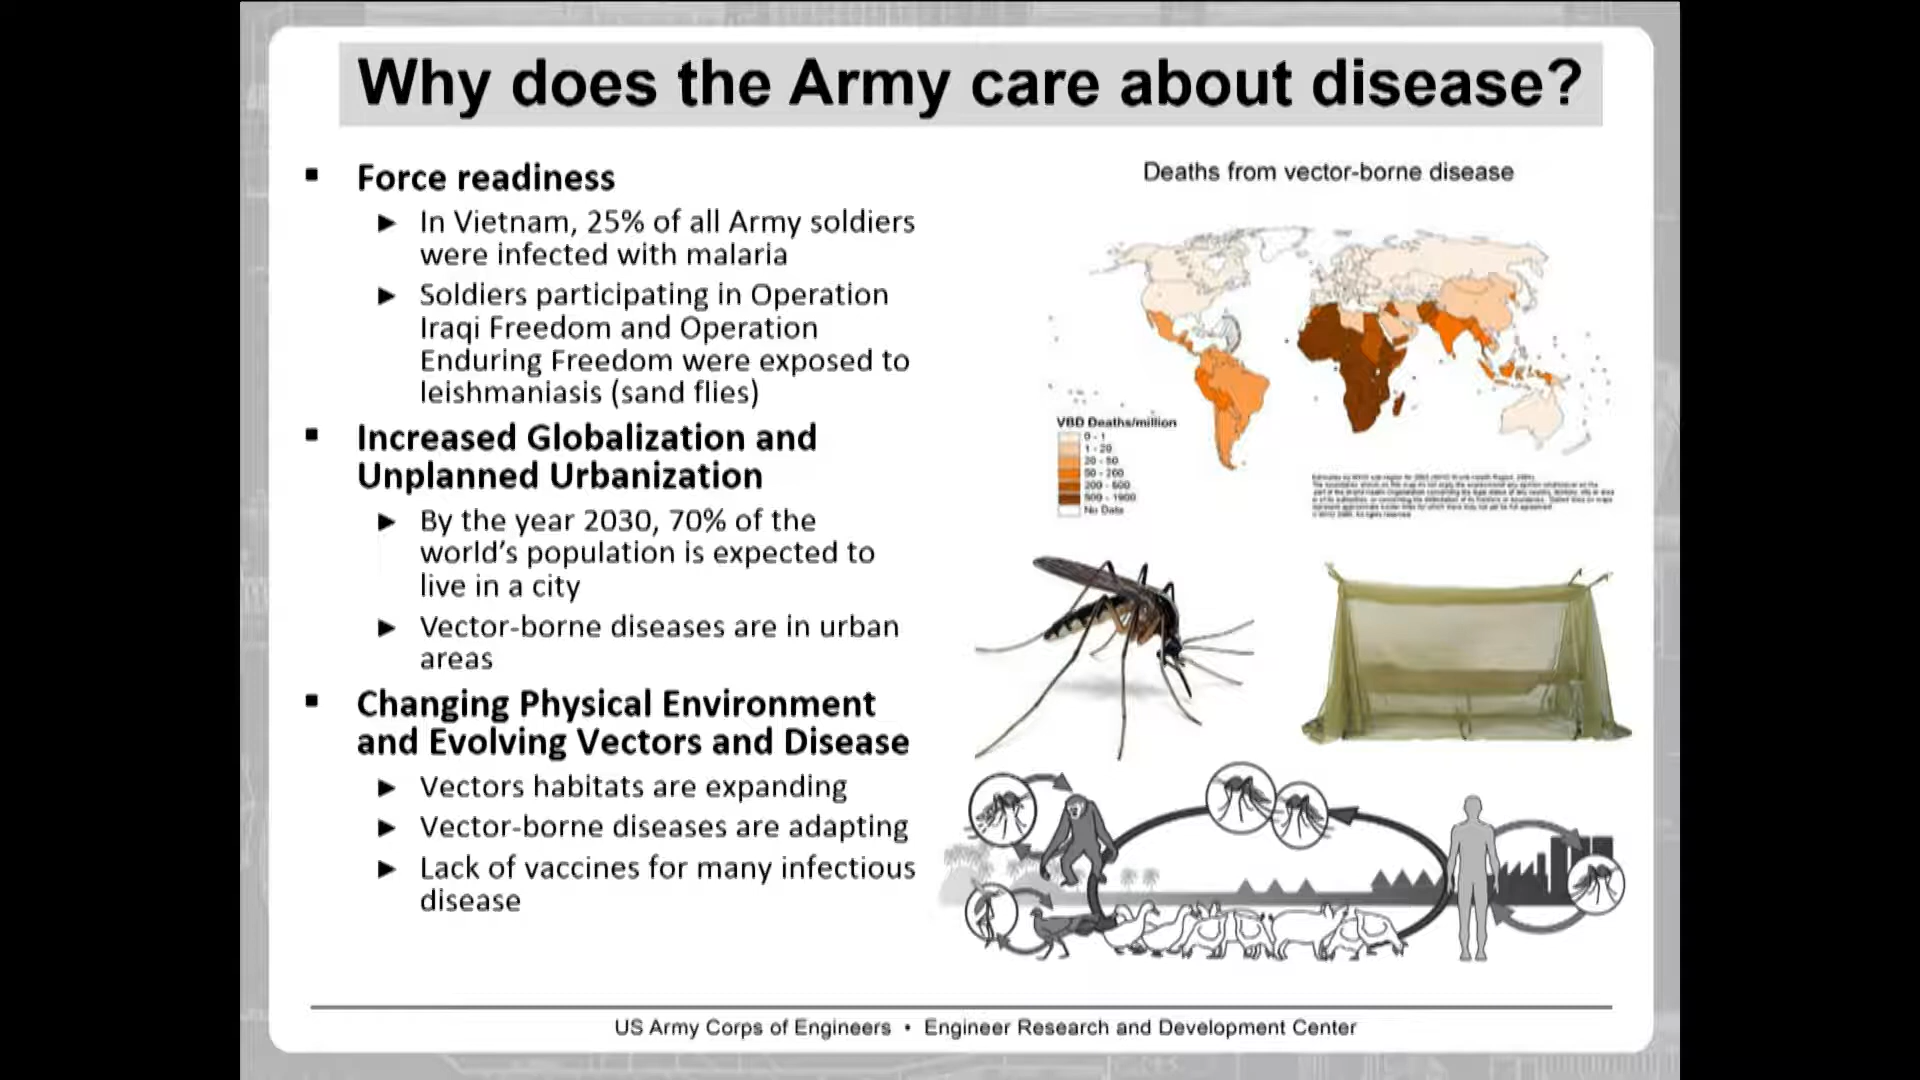 Why does the Army care about disease?
▪ Force readiness
► In Vietnam, 25% of all Army soldiers
were infected with malaria
► Soldiers participating in Operation
Iraqi Freedom and Operation
Enduring Freedom were exposed to
leishmaniasis (sand flies)
▪ Increased Globalization and
Unplanned Urbanization
► By the year 2030, 70% of the
world's population is expected to
live in a city
► Vector-borne diseases are in urban
areas
▪ Changing Physical Environment
and Evolving Vectors and Disease
► Vectors habitats are expanding
► Vector-borne diseases are adapting
► Lack of vaccines for many infectious
disease
Deaths from vector-borne disease
VBD Deaths/million
0 - 1
1 - 20
20 - 50
50 - 200
No Data
US Army Corps of Engineers • Engineer Research and Development Center